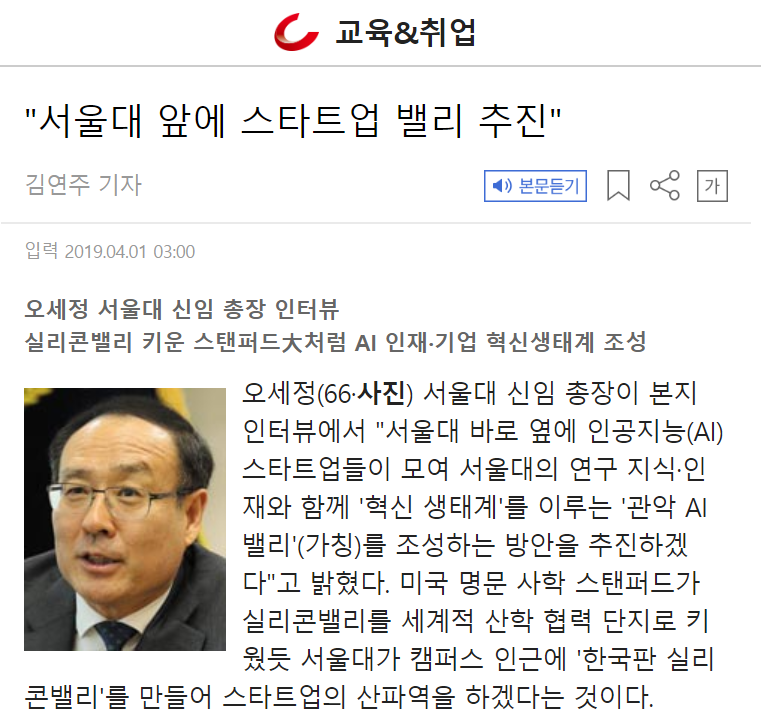 교육&취업
"서울대 앞에 스타트업 밸리 추진"
김연주 기자
본문듣기
가
입력 2019.04.01 03:00
오세정 서울대 신임 총장 인터뷰
실리콘밸리 키운 스탠퍼드大처럼 AI 인재·기업 혁신생태계 조성
오세정(66·사진) 서울대 신임 총장이 본지
인터뷰에서 "서울대 바로 옆에 인공지능(AI)
스타트업들이 모여 서울대의 연구 지식·인
재와 함께 '혁신 생태계'를 이루는 '관악 AI
밸리'(가칭)를 조성하는 방안을 추진하겠
다"고 밝혔다. 미국 명문 사학 스탠퍼드가
실리콘밸리를 세계적 산학 협력 단지로 키
웠듯 서울대가 캠퍼스 인근에 '한국판 실리
콘밸리'를 만들어 스타트업의 산파역을 하겠다는 것이다.